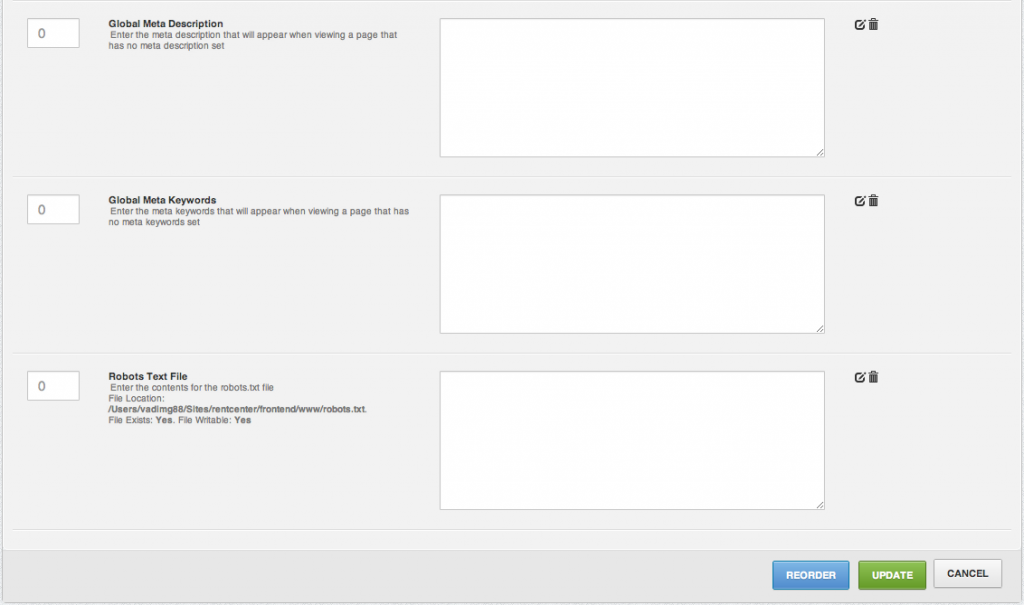 0
Global Meta Description
Enter the meta description that will appear when viewing a page that
has no meta description set
0
Global Meta Keywords
Enter the meta keywords that will appear when viewing a page that has
no meta keywords set
0
Robots Text File
Enter the contents for the robots.txt file
File Location:
/Users/vadimg88/Sites/rentcenter/frontend/www/robots.txt.
File Exists: Yes. File Writable: Yes
REORDER
UPDATE
CANCEL